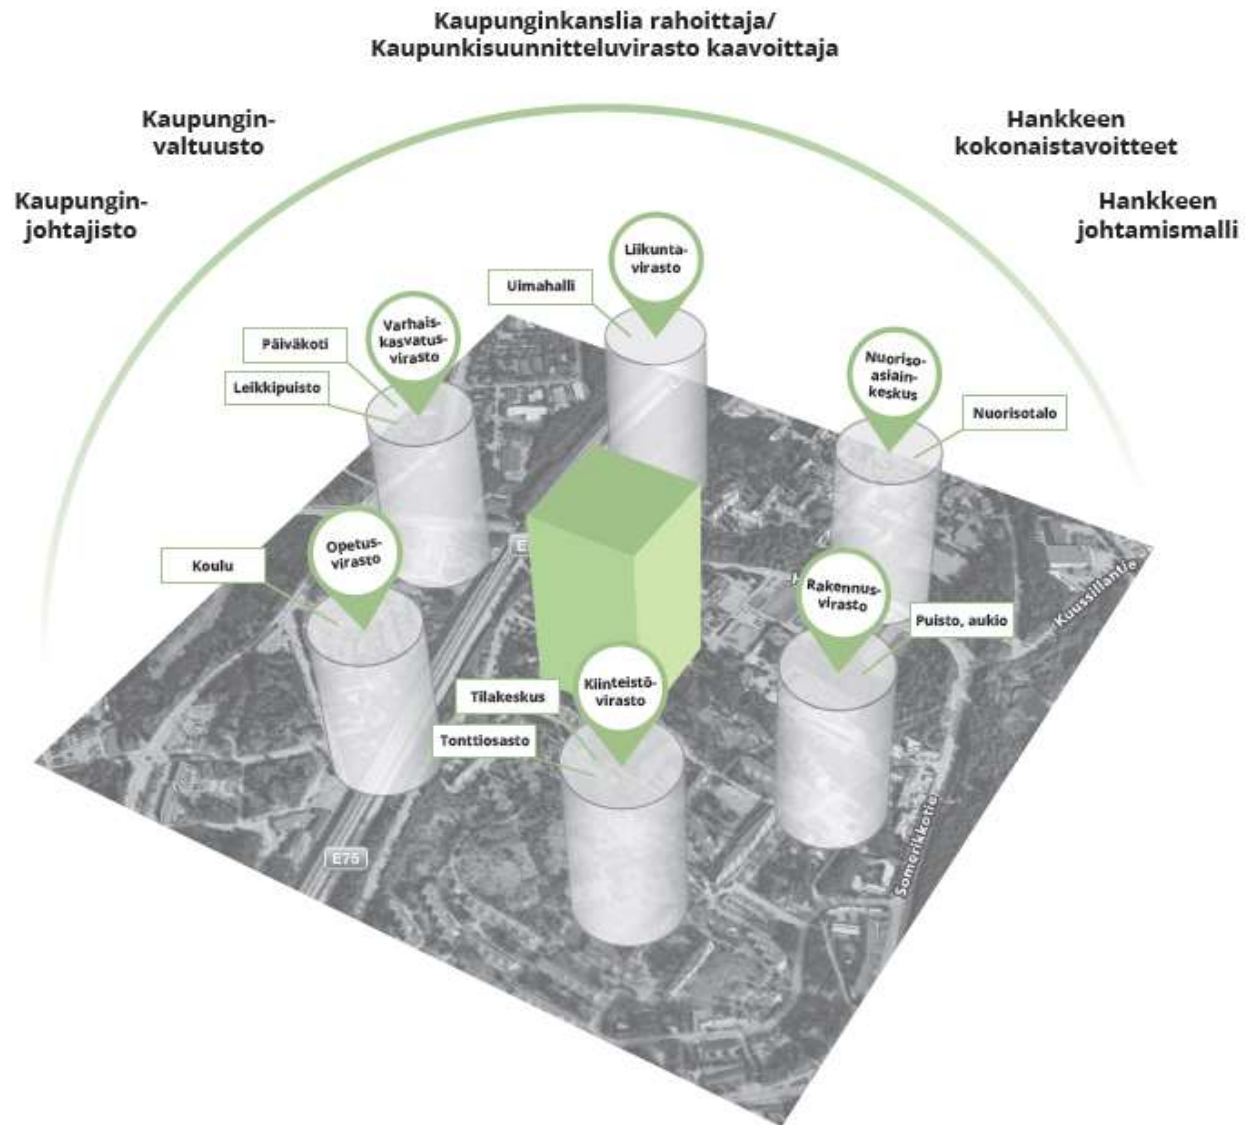 Kaupunginkanslia rahoittaja/
Kaupunkisuunnitteluvirasto kaavoittaja
Kaupungin-
valtuusto
Hankkeen
kokonaistavoitteet
Kaupungin-
johtajisto
Hankkeen
johtamismalli
Liikunta-
virasto
Uimahalli
Varhais-
kasvatus-
virasto
Päiväkoti
Leikkipuisto
Nuoriso-
asiain-
keskus
Nuorisotalo
Opetus-
virasto
Koulu
Rakennus-
virasto
Puisto, aukio
Kuussillantie
Kiinteistö-
virasto
Tilakeskus
Tonttiosasto
E75
Somerikkotie